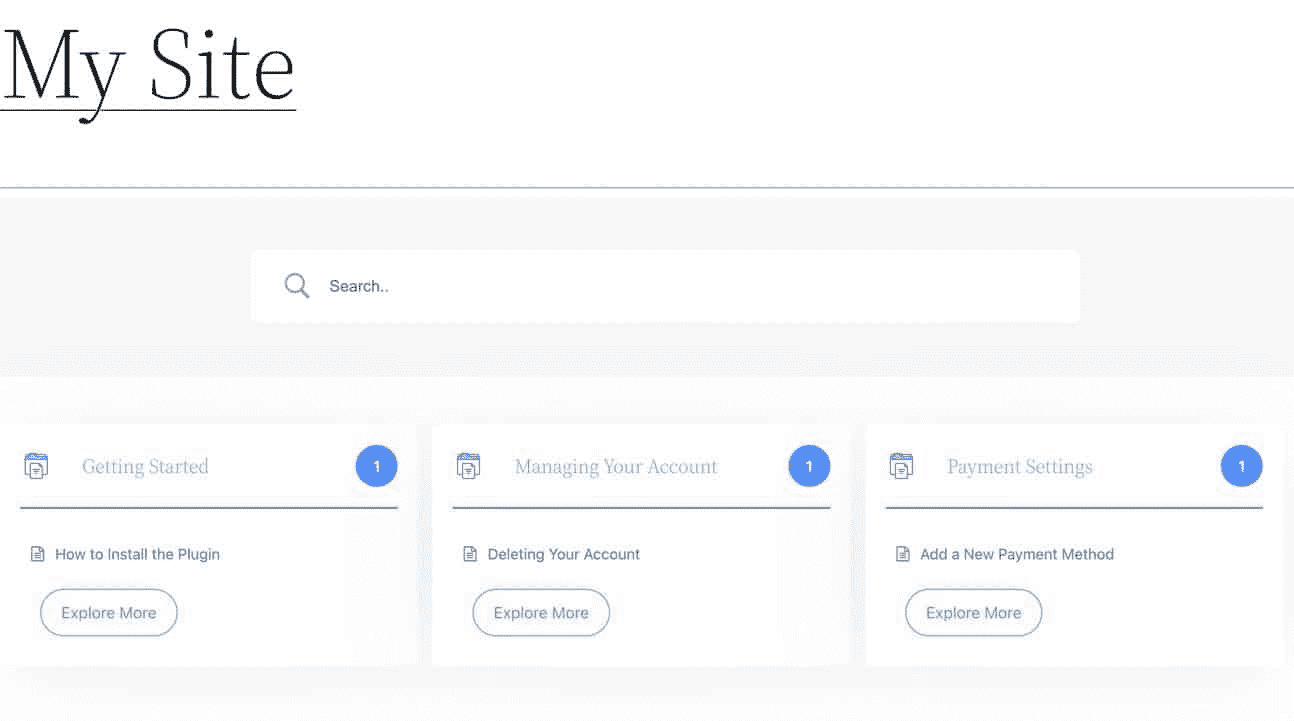 My Site
Search..
Getting Started 1
Managing Your Account 1
Payment Settings 1
How to Install the Plugin
Deleting Your Account
Add a New Payment Method
Explore More
Explore More
Explore More